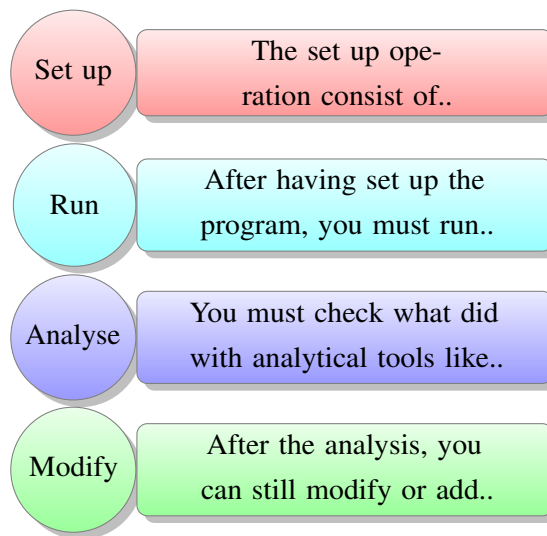 Set up
The set up ope-
ration consist of..
Run
After having set up the
program, you must run..
Analyse
You must check what did
with analytical tools like..
Modify
After the analysis, you
can still modify or add..